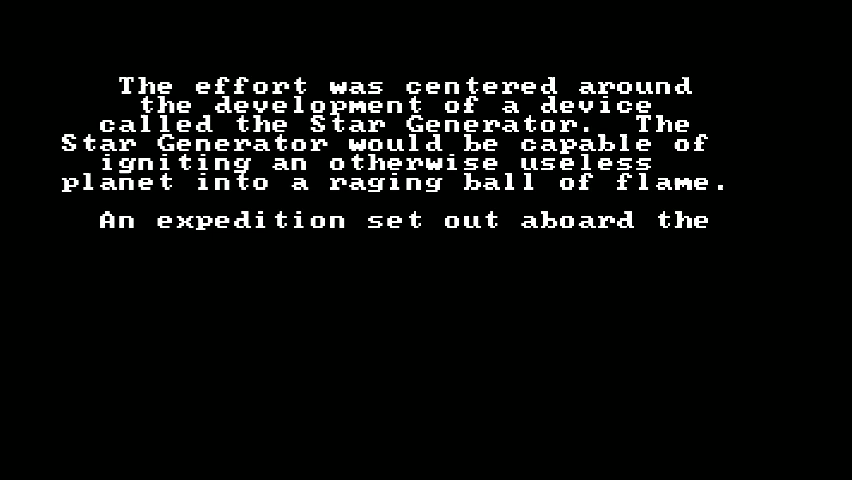 The effort was centered around
the development of a device
called the Star Generator.  The
Star Generator would be capable of
igniting an otherwise useless
planet into a raging ball of flame.
An expedition set out aboard the